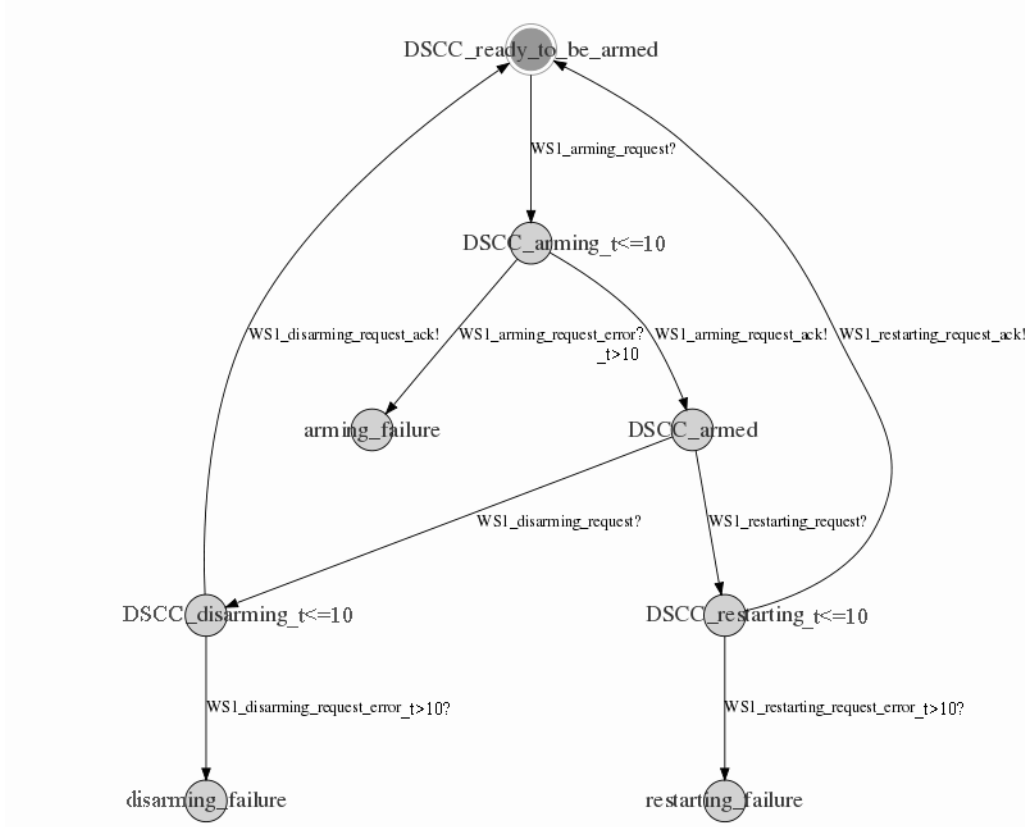 DSCC_ready_to_be_armed
WS1_arming_request?
DSCC_arming_t<=10
WS1_disarming_request_ack!
WS1_arming_request_error?
_t>10
WS1_arming_request_ack!
WS1_restarting_request_ack!
arming_failure
DSCC_armed
WS1_disarming_request?
WS1_restarting_request?
DSCC_disarming_t<=10
DSCC_restarting_t<=10
WS1_disarming_request_error_t>10?
WS1_restarting_request_error_t>10?
disarming_failure
restarting_failure